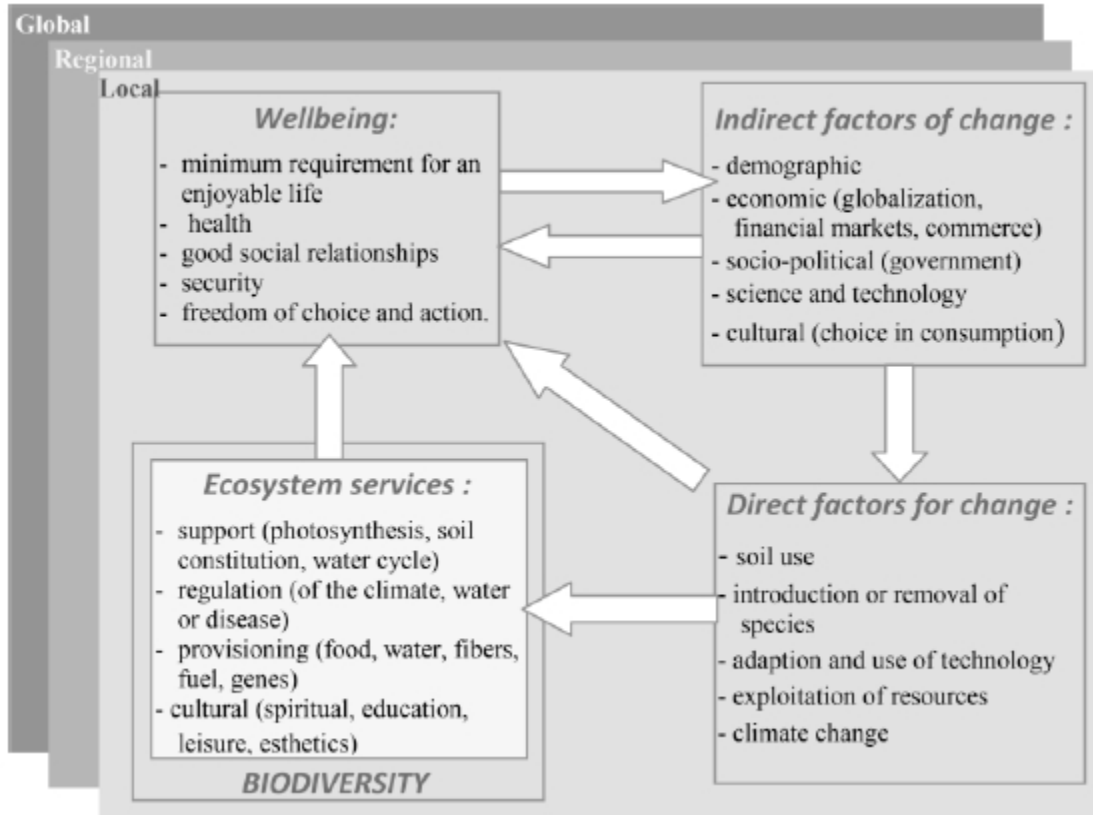 Global
Regional
Local
Wellbeing:
- minimum requirement for an
enjoyable life
- health
- good social relationships
- security
- freedom of choice and action.
Indirect factors of change :
- demographic
- economic (globalization,
financial markets, commerce)
- socio-political (government)
- science and technology
- cultural (choice in consumption)
Ecosystem services :
- support (photosynthesis, soil
constitution, water cycle)
- regulation (of the climate, water
or disease)
- provisioning (food, water, fibers,
fuel, genes)
- cultural (spiritual, education,
leisure, esthetics)
BIODIVERSITY
Direct factors for change :
- soil use
- introduction or removal of
species
- adaption and use of technology
- exploitation of resources
- climate change